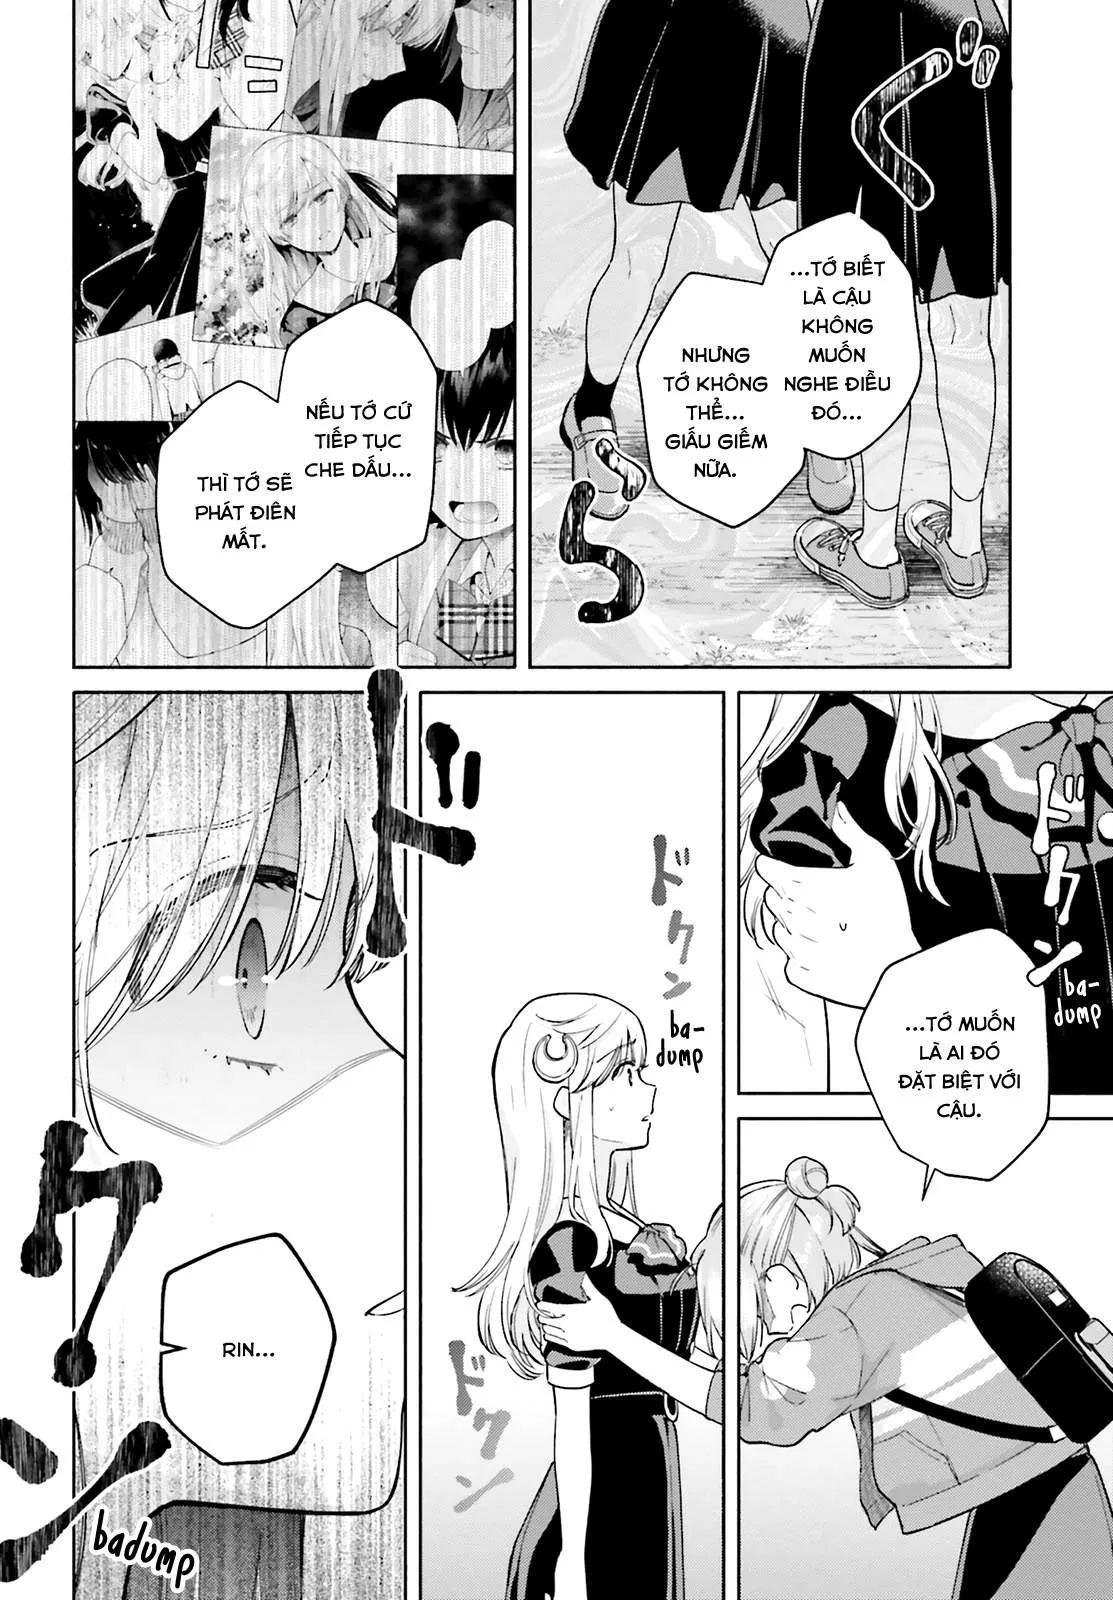 ぐ
ら
...TỚ BIẾT
LÀ CẬU
KHÔNG
MUỐN
NGHE ĐIỀU
ĐÓ...
NHƯNG
TỚ KHÔNG
THỂ...
GIẤU GIẾM
NỮA.
NẾU TỚ CỨ
TIẾP TỤC
CHE DẤU...
THÌ TỚ SẼ
PHÁT ĐIÊN
MẤT.
ドクン
ba-
dump
...TỚ MUỐN
LÀ AI ĐÓ
ĐẶT BIỆT VỚI
CẬU.
ドクン
ba-
dump
ドクン
ドクン
RIN...
badump